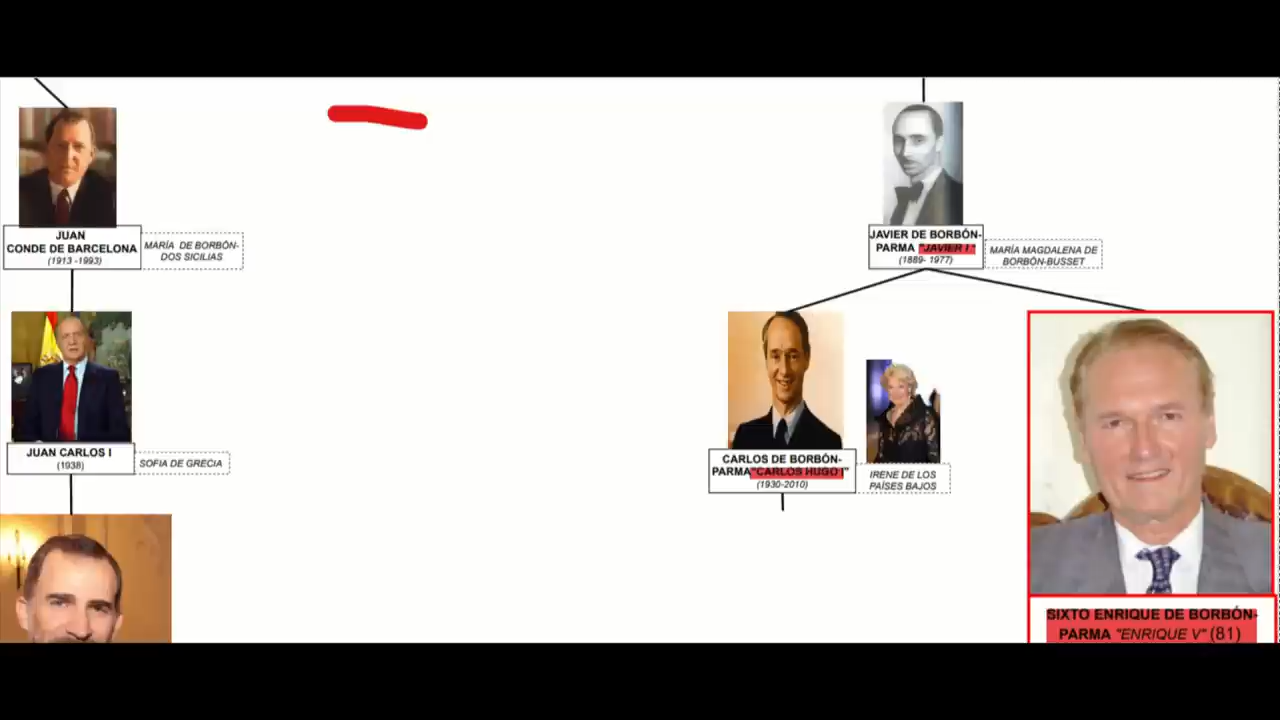 JUAN
CONDE DE BARCELONA
(1913 -1993)
MARÍA DE BORBÓN-
DOS SICILIAS
JAVIER DE BORBÓN-
PARMA "JAVIER I "
(1889- 1977)
MARÍA MAGDALENA DE
BORBÓN-BUSSET
JUAN CARLOS I
(1938)
SOFIA DE GRECIA
CARLOS DE BORBÓN-
PARMA"CARLOS HUGO I"
(1930-2010)
IRENE DE LOS
PAÍSES BAJOS
SIXTO ENRIQUE DE BORBÓN-
PARMA "ENRIQUE V" (81)